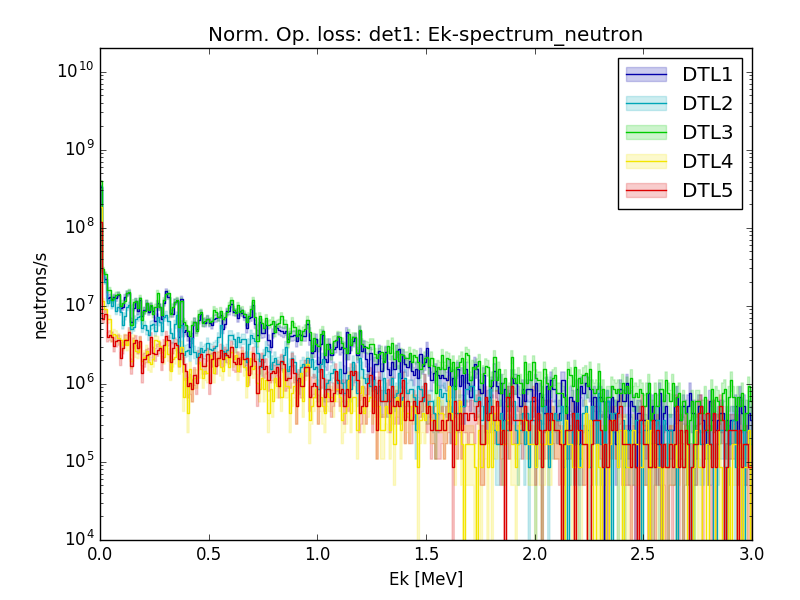 Norm. Op. loss: det1: Ek-spectrum_neutron
DTL1
DTL2
DTL3
DTL4
DTL5
neutrons/s
10^10
10^9
10^8
10^7
10^6
10^5
10^4
0.0 0.5 1.0 1.5 2.0 2.5 3.0
Ek [MeV]